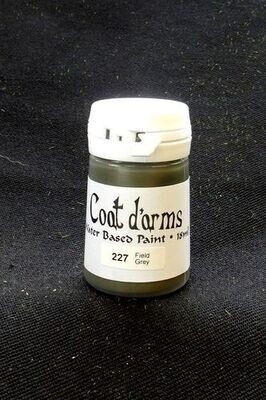 Coat d'arms
Water Based Paint • 18ml
227 Field
Grey